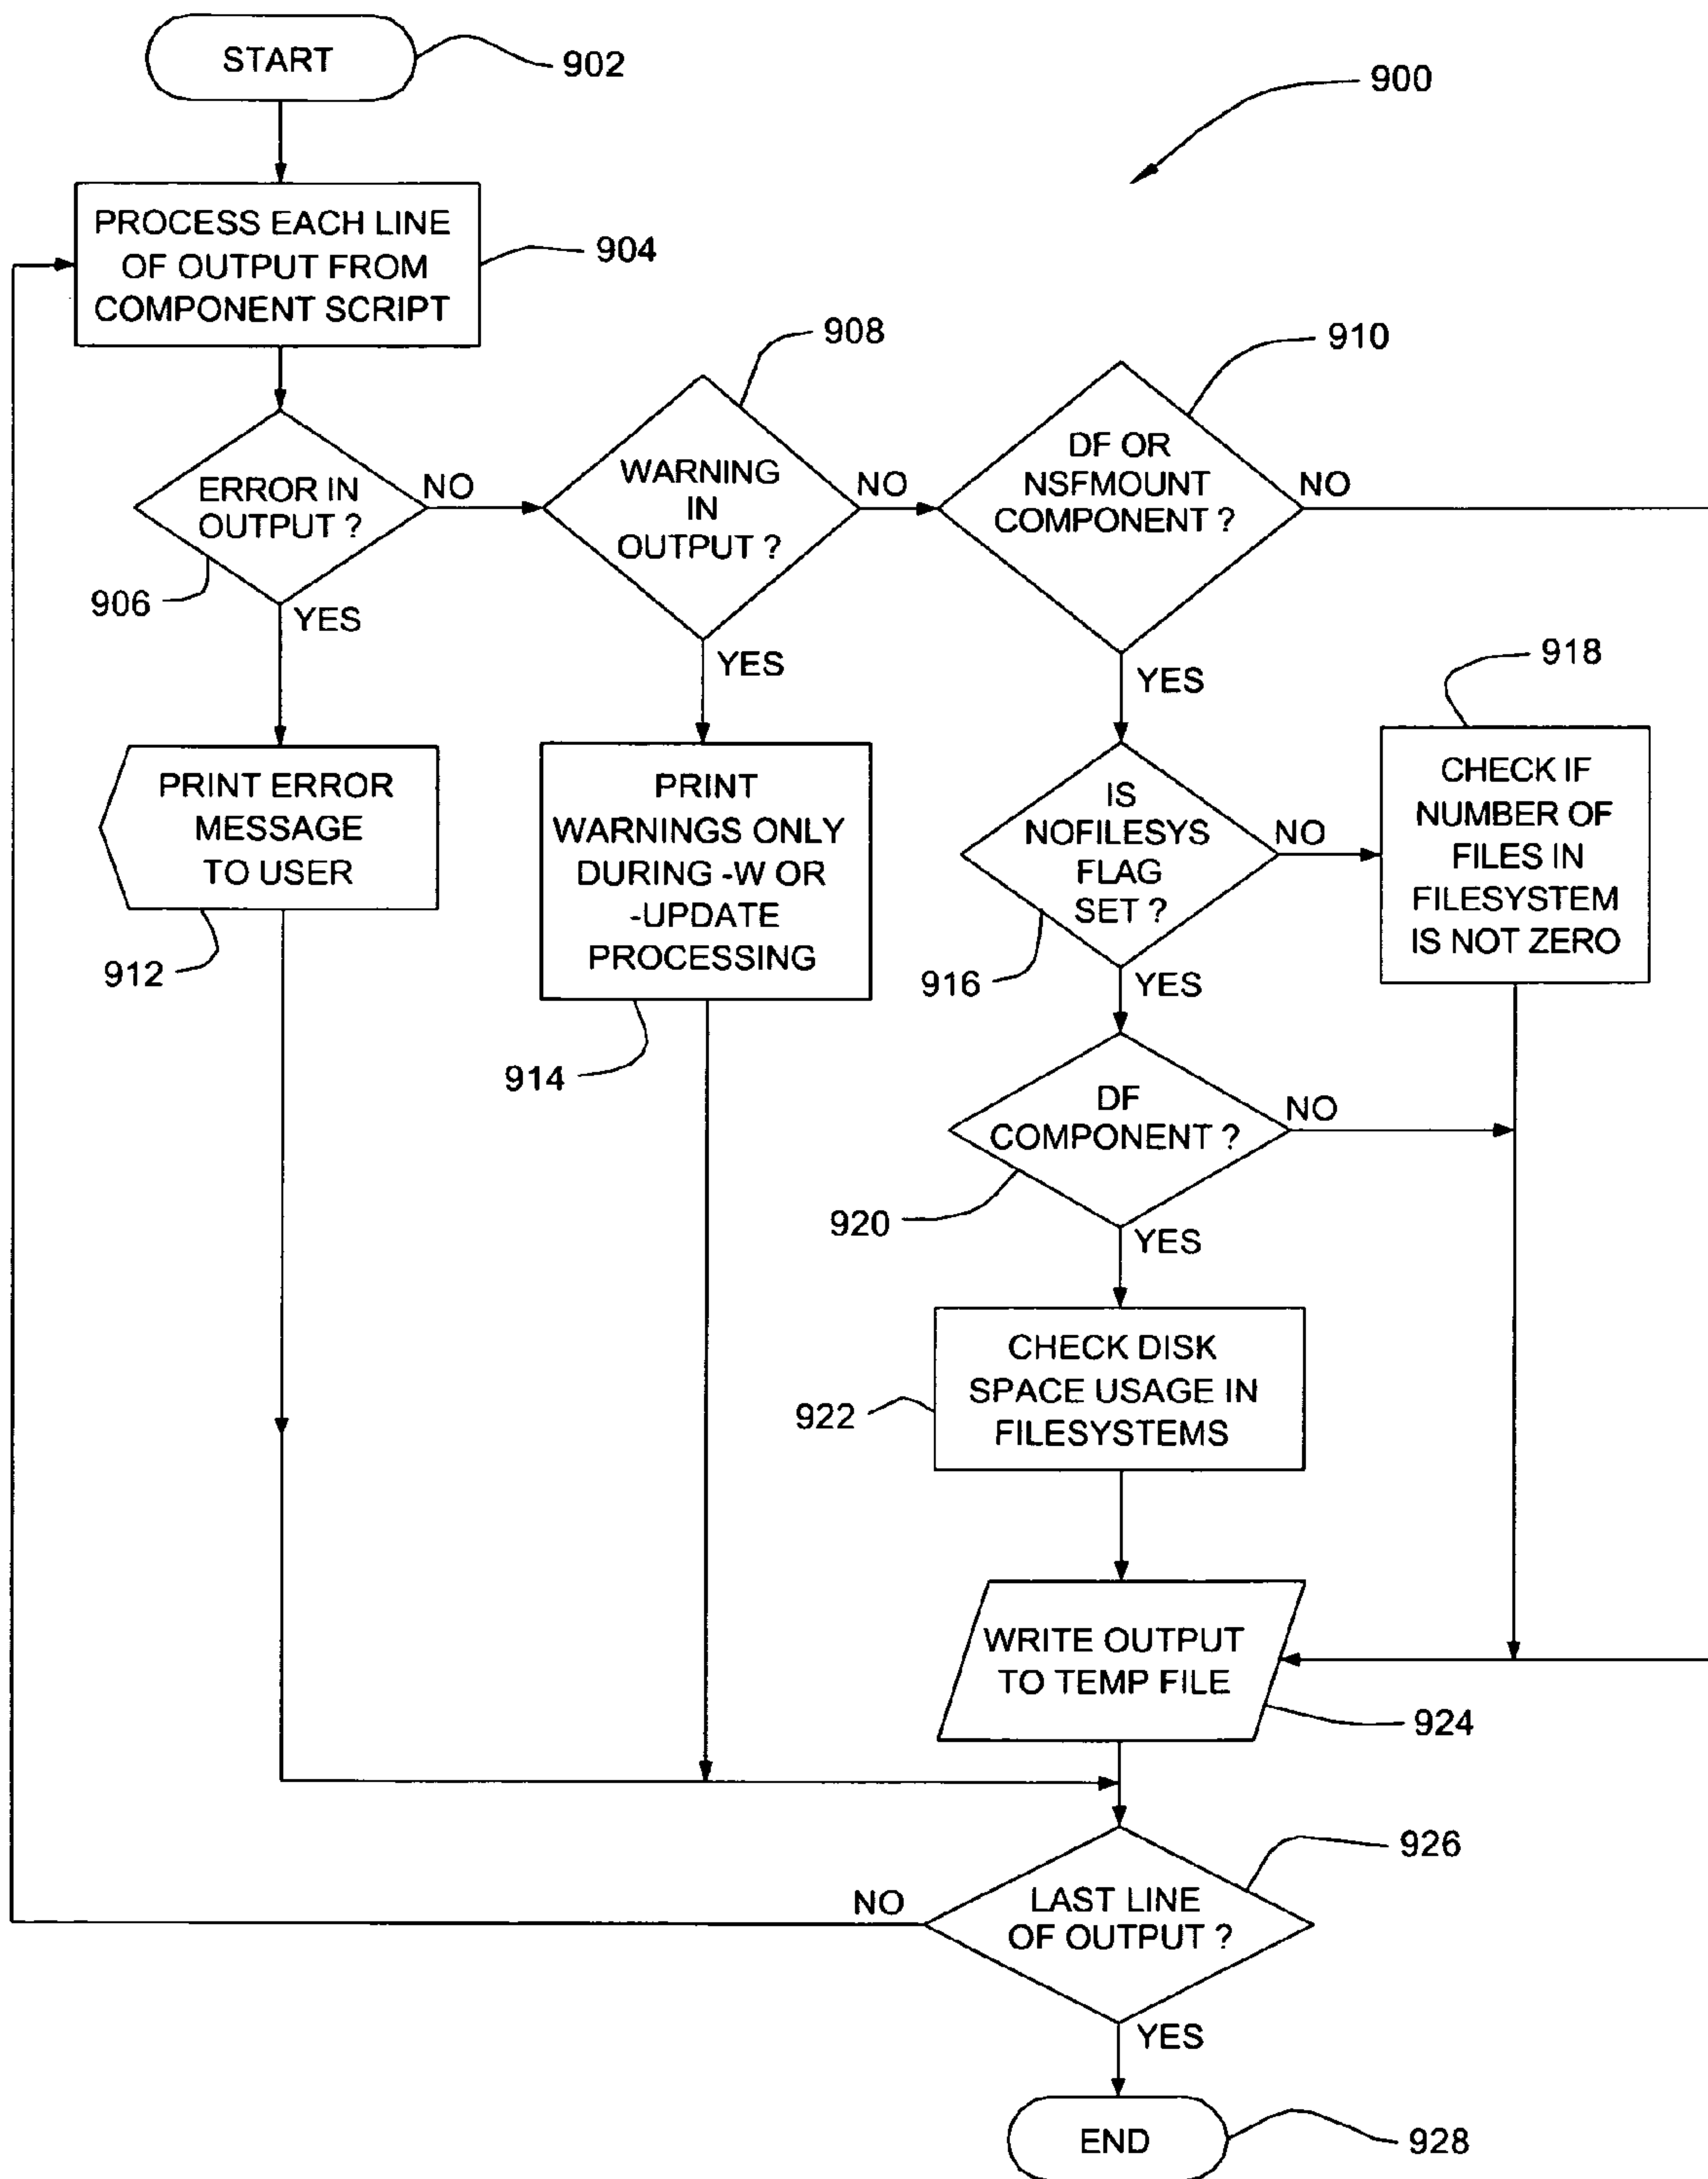 START
902
900
PROCESS EACH LINE
OF OUTPUT FROM
COMPONENT SCRIPT
904
908
910
ERROR IN
OUTPUT ?
NO
906
YES
WARNING
IN
OUTPUT ?
NO
YES
DF OR
NSFMOUNT
COMPONENT ?
NO
YES
918
PRINT ERROR
MESSAGE
TO USER
912
PRINT
WARNINGS ONLY
DURING -W OR
-UPDATE
PROCESSING
914
IS
NOFILESYS
FLAG
SET ?
NO
916
YES
CHECK IF
NUMBER OF
FILES IN
FILESYSTEM
IS NOT ZERO
DF
COMPONENT ?
NO
920
YES
CHECK DISK
SPACE USAGE IN
FILESYSTEMS
922
WRITE OUTPUT
TO TEMP FILE
924
926
LAST LINE
OF OUTPUT ?
NO
YES
END
928